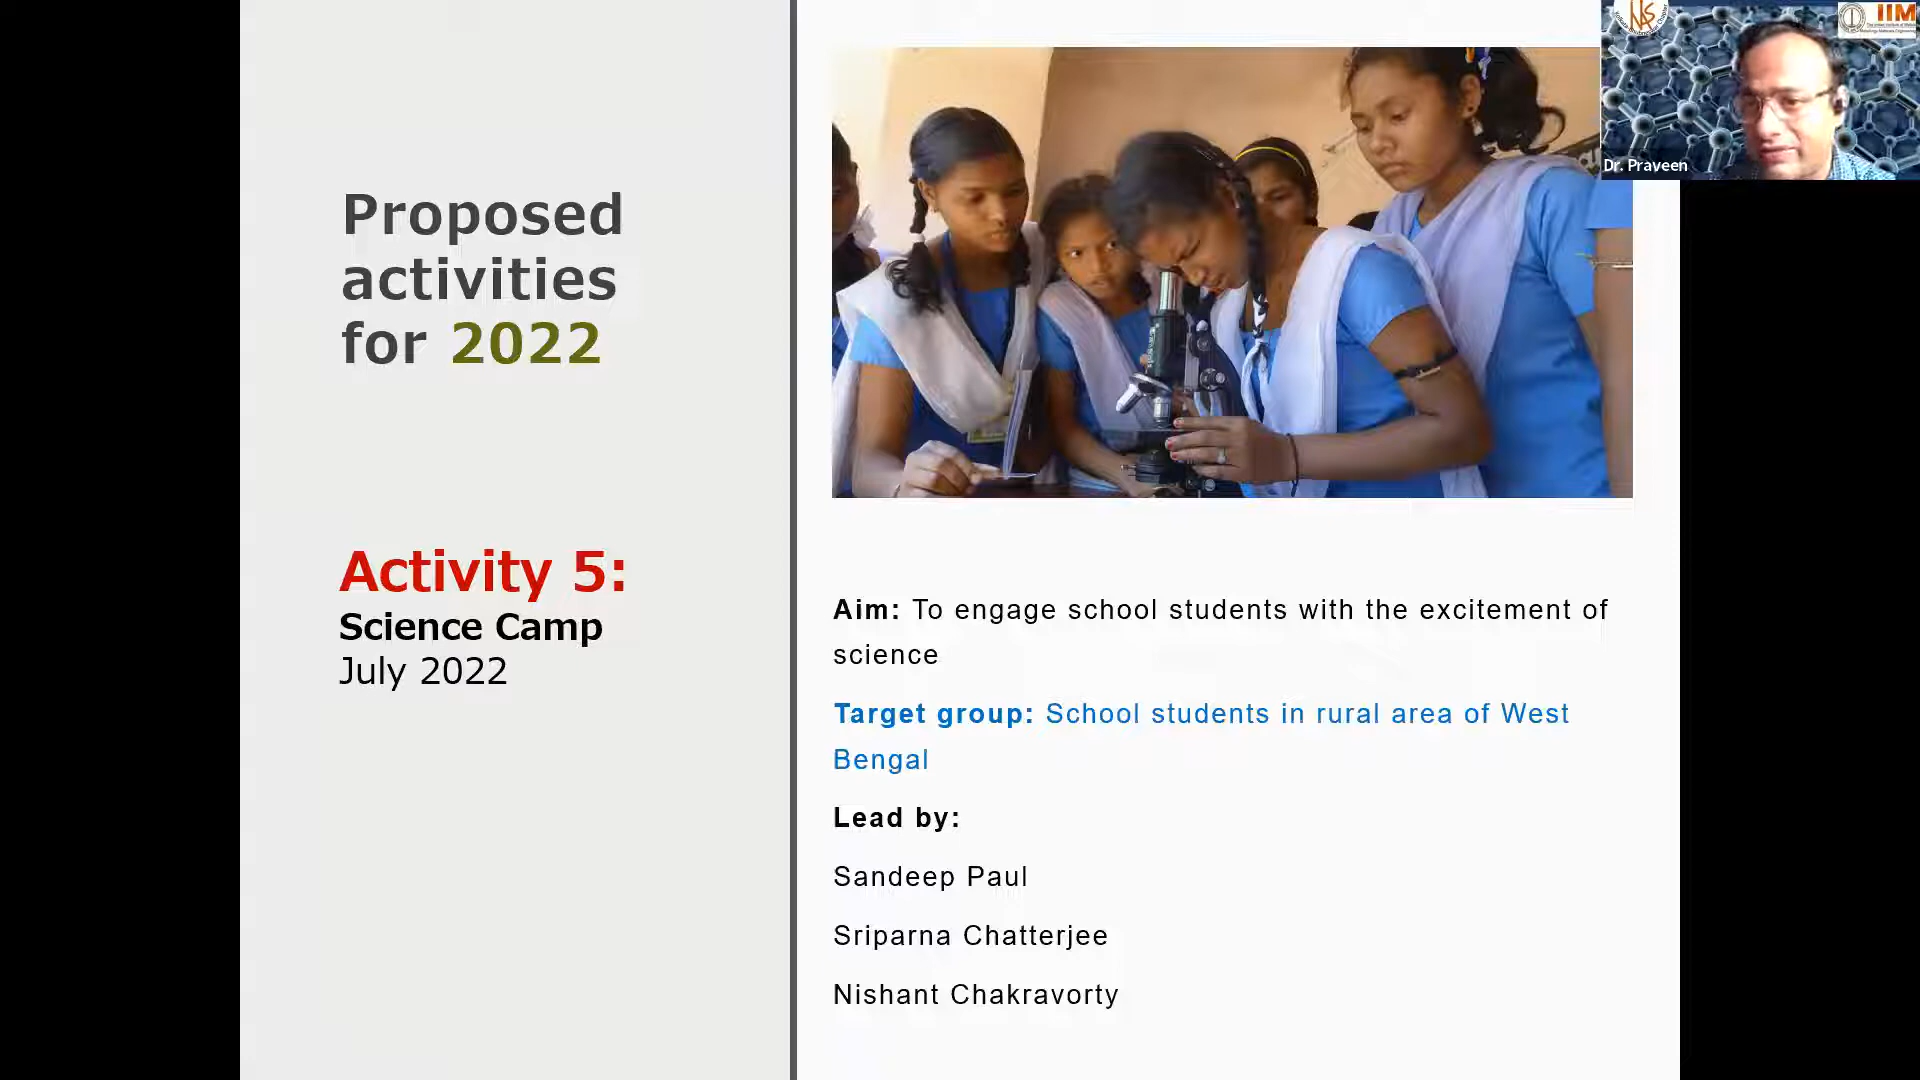 Proposed
activities
for 2022
Activity 5:
Science Camp
July 2022
Aim: To engage school students with the excitement of
science
Target group: School students in rural area of West
Bengal
Lead by:
Sandeep Paul
Sriparna Chatterjee
Nishant Chakravorty
NAS
IIM
Dr. Praveen